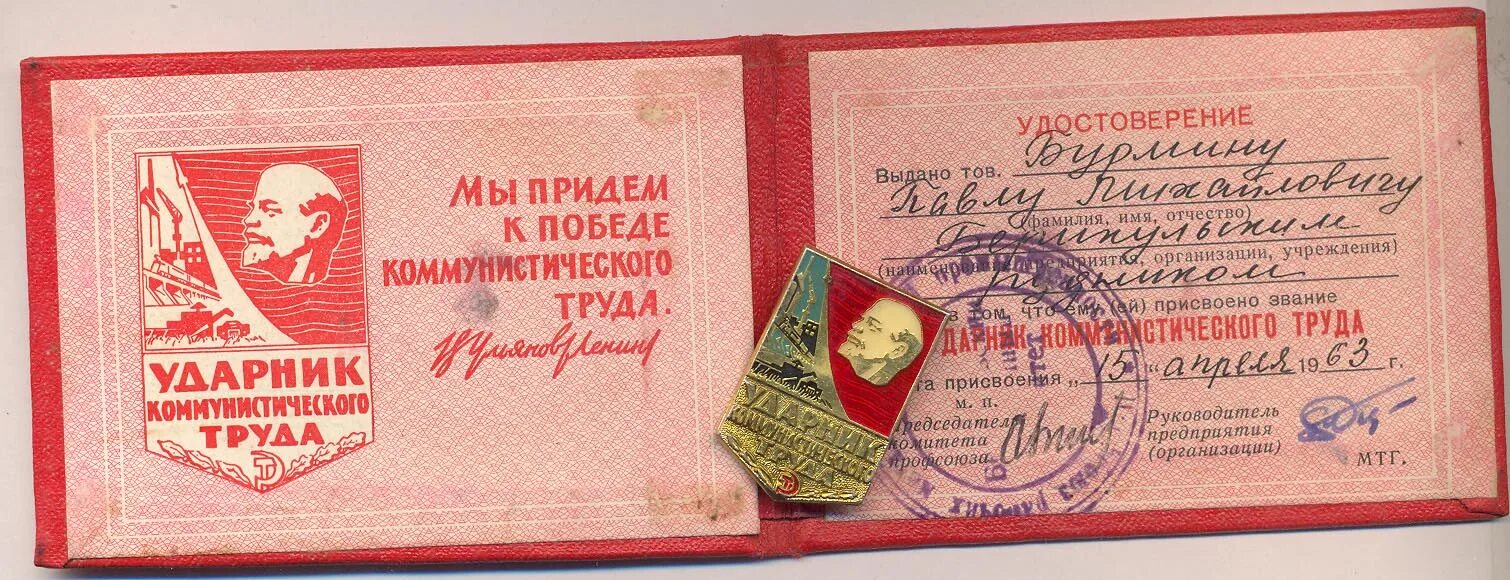 УДАРНИК
КОММУНИСТИЧЕСКОГО
ТРУДА
МЫ ПРИДЕМ
К ПОБЕДЕ
КОММУНИСТИЧЕСКОГО
ТРУДА.
В Ульянов (Ленин)
УДАРНИК
КОММУНИСТИЧЕСКОГО
ТРУДА
УДОСТОВЕРЕНИЕ
Выдано тов. Бурмину
Павлу Михайловичу
(фамилия, имя, отчество)
Берикульским
(наименование предприятия, организации, учреждения)
рудником
в том, что ему (ей) присвоено звание
УДАРНИК КОММУНИСТИЧЕСКОГО ТРУДА
присвоения „15“ апреля 1963 г.
м. п.
Председатель
комитета
профсоюза
Руководитель
предприятия
(организации)
МТГ.